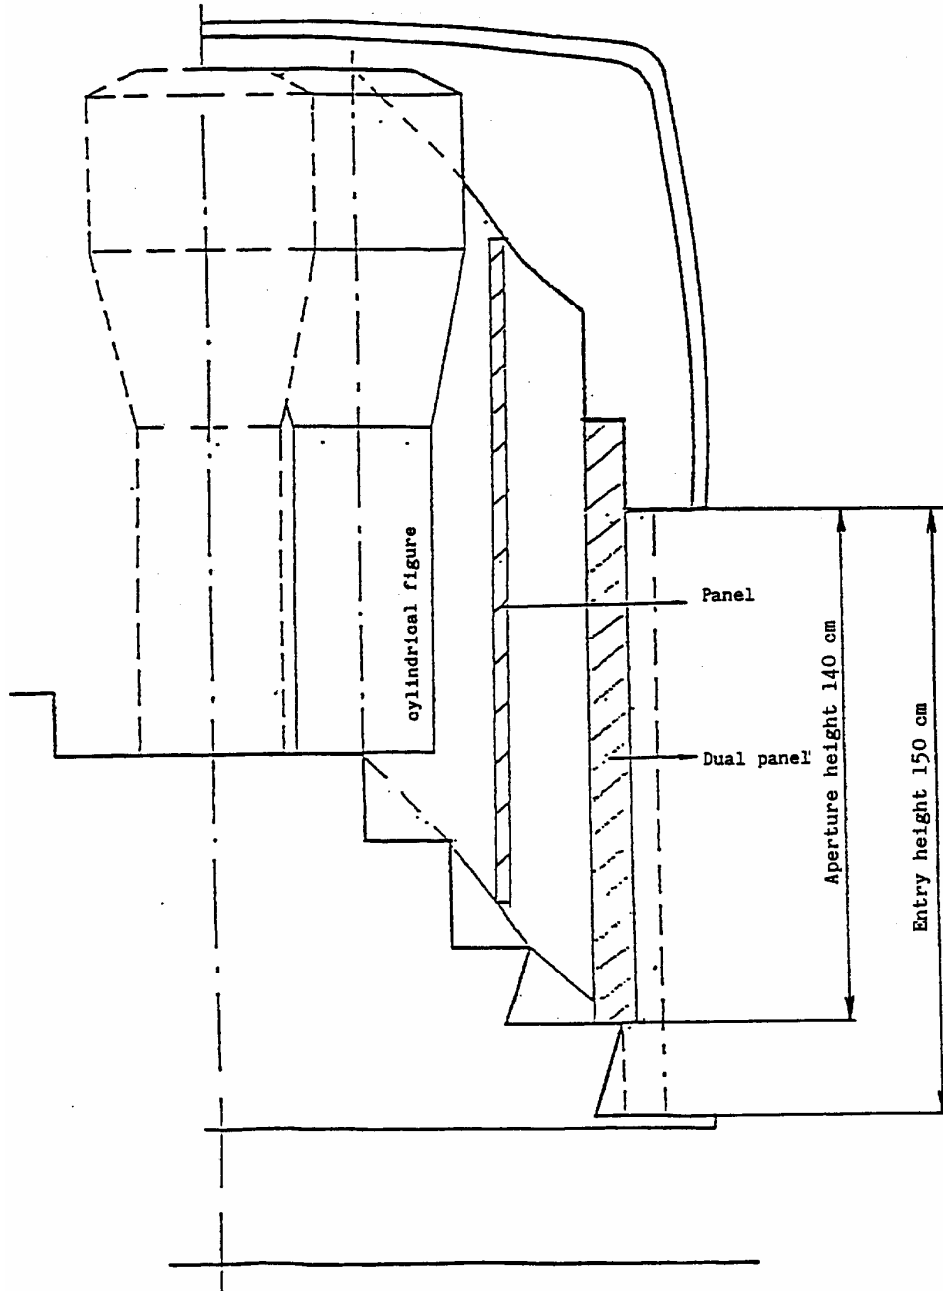 cylindrical figure
Panel
Dual panel
Aperture height 140 cm
Entry height 150 cm